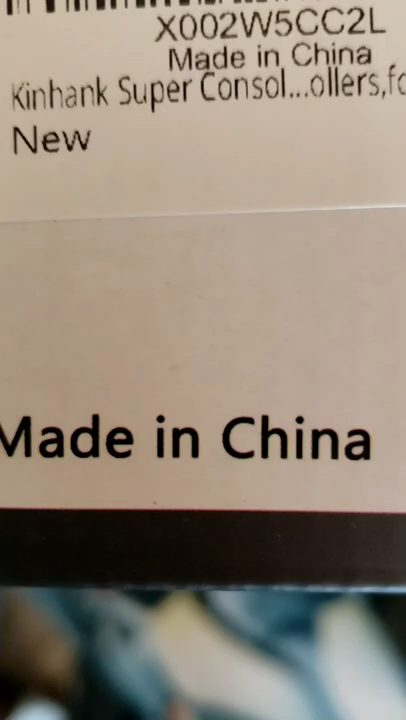 X002W5CC2L
Made in China
Kinhank Super Consol...ollers,fo
New
Made in China